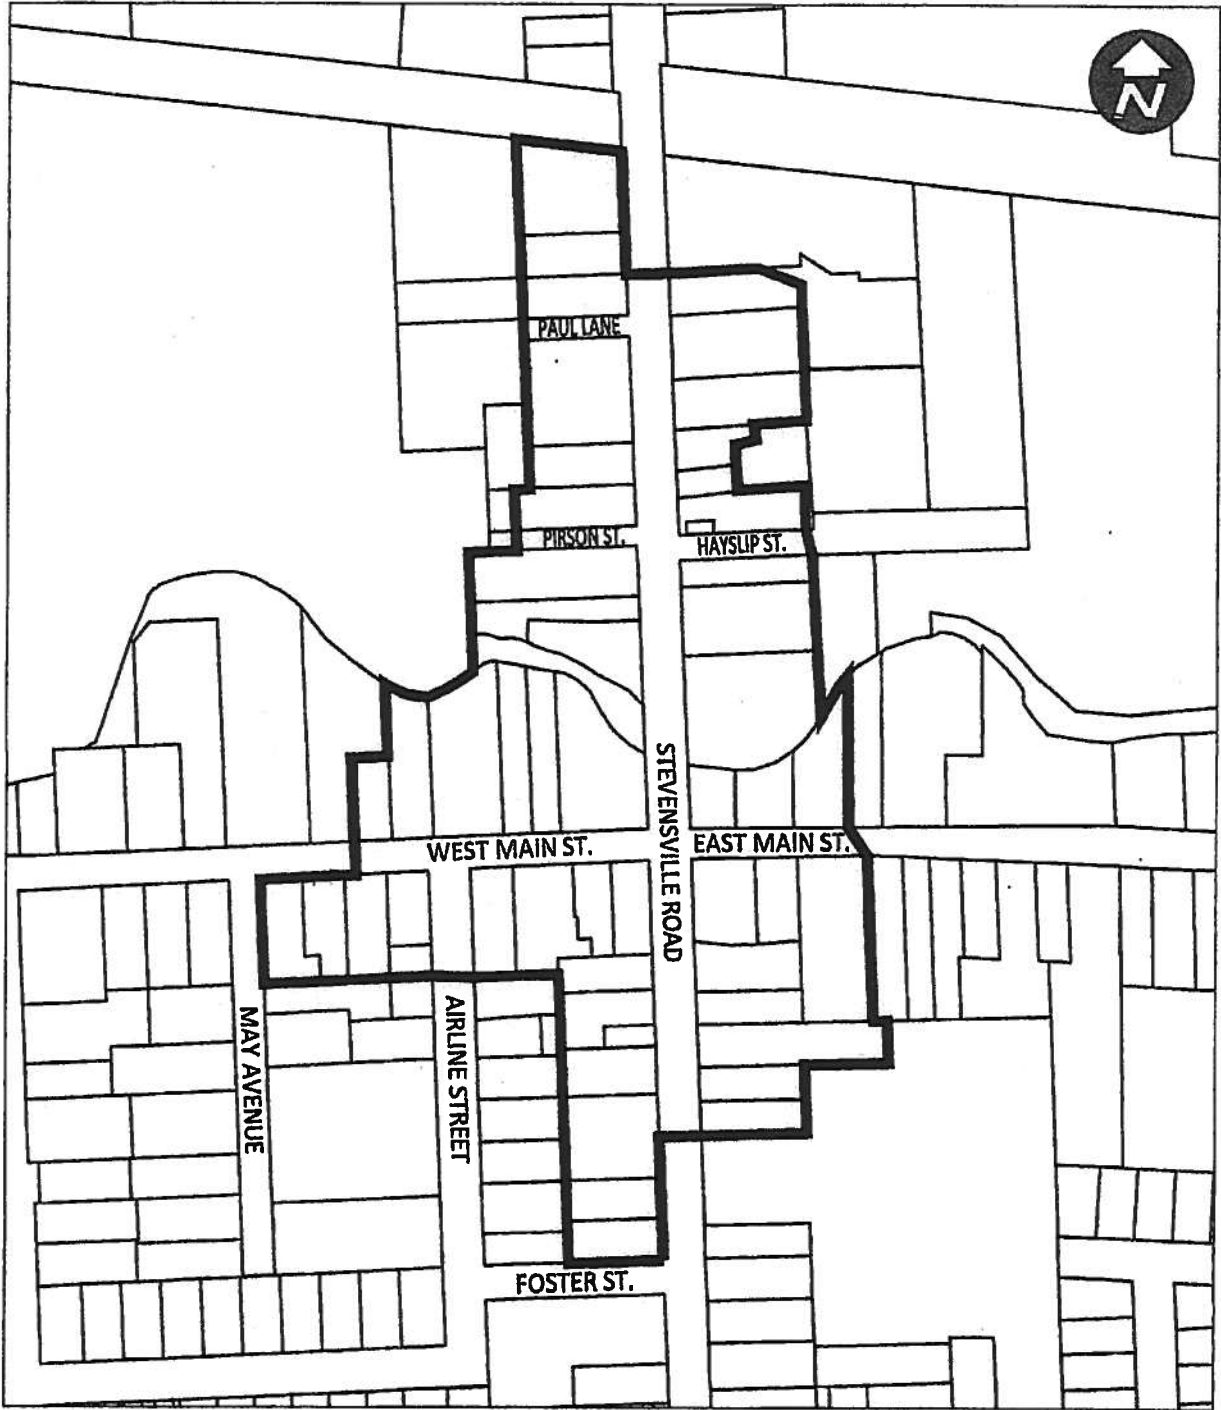 N
PAUL LANE
PIRSON ST.
HAYSLIP ST.
STEVENSVILLE ROAD
WEST MAIN ST.
EAST MAIN ST.
MAY AVENUE
AIRLINE STREET
FOSTER ST.